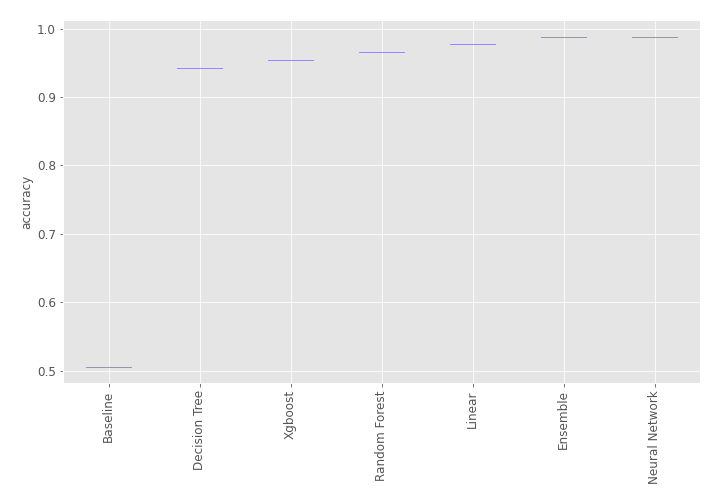 1.0
0.9
0.8
0.7
0.6
0.5
accuracy
Baseline
Decision Tree
Xgboost
Random Forest
Linear
Ensemble
Neural Network